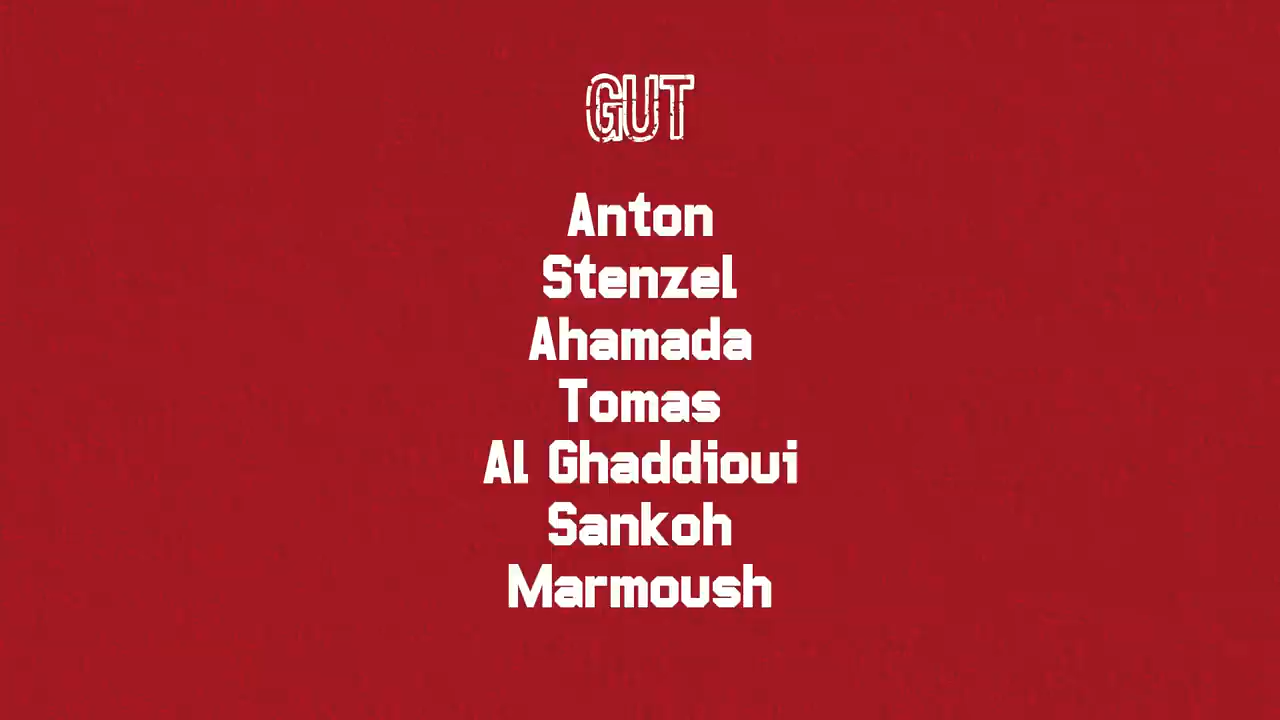 GUT
Anton
Stenzel
Ahamada
Tomas
Al Ghaddioui
Sankoh
Marmoush